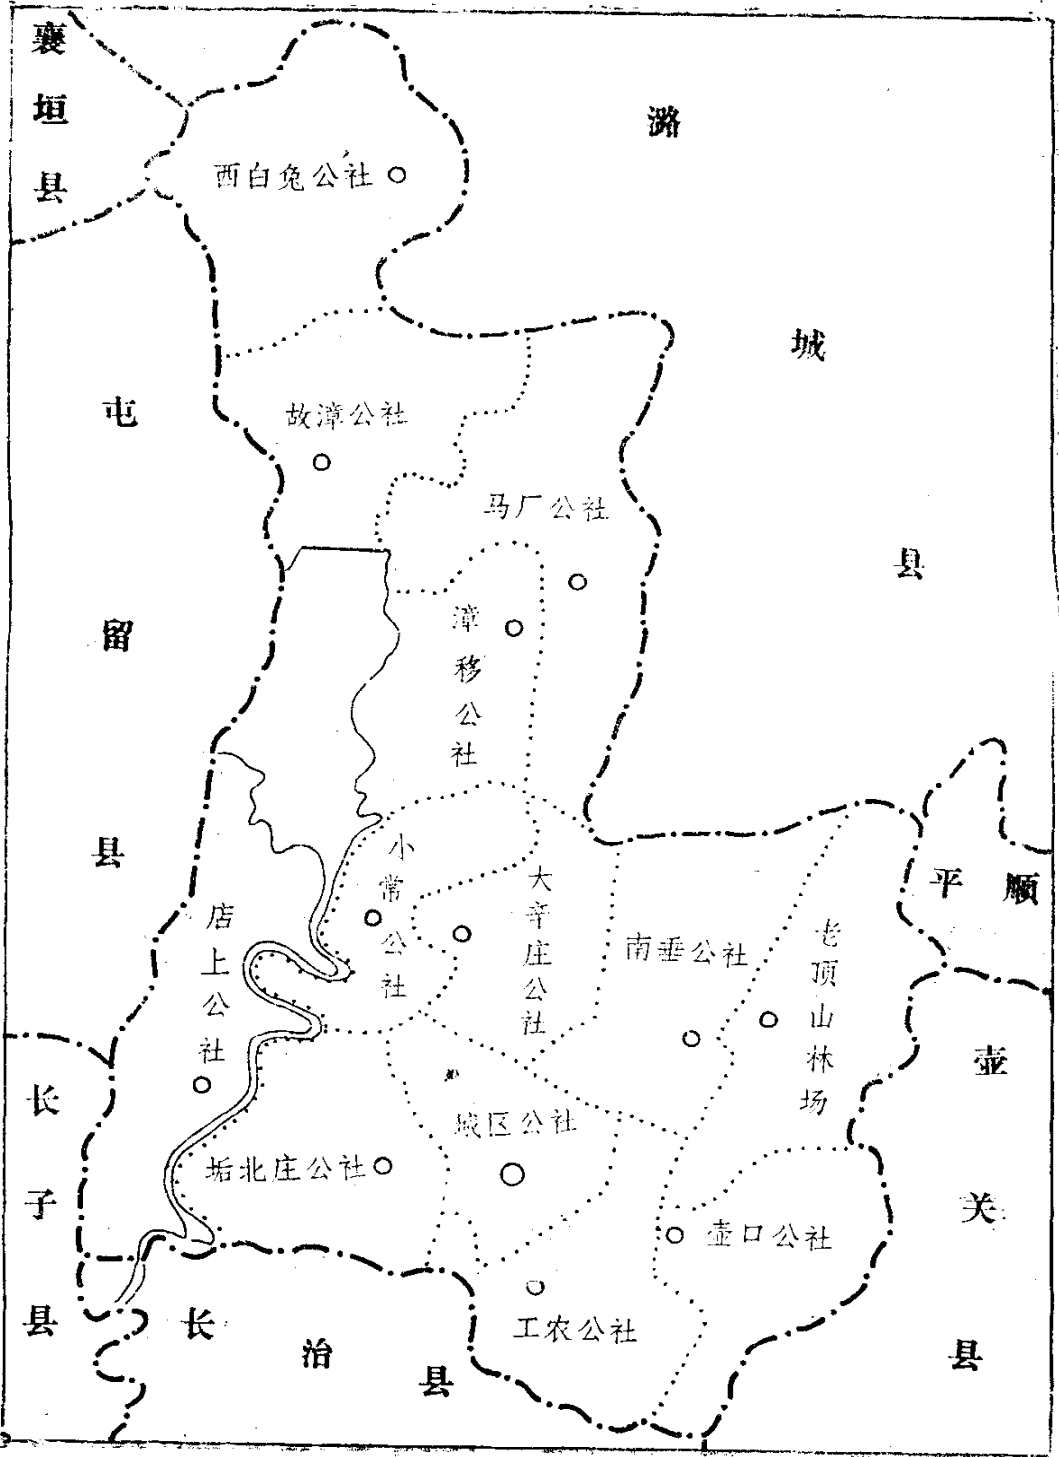 襄垣县
潞城县
西白兔公社
屯留县
故漳公社
马厂公社
漳移公社
小常公社
大辛庄公社
店上公社
南垂公社
老顶山林场
平顺
长子县
城区公社
垢北庄公社
壶口公社
壶关县
工农公社
长治县